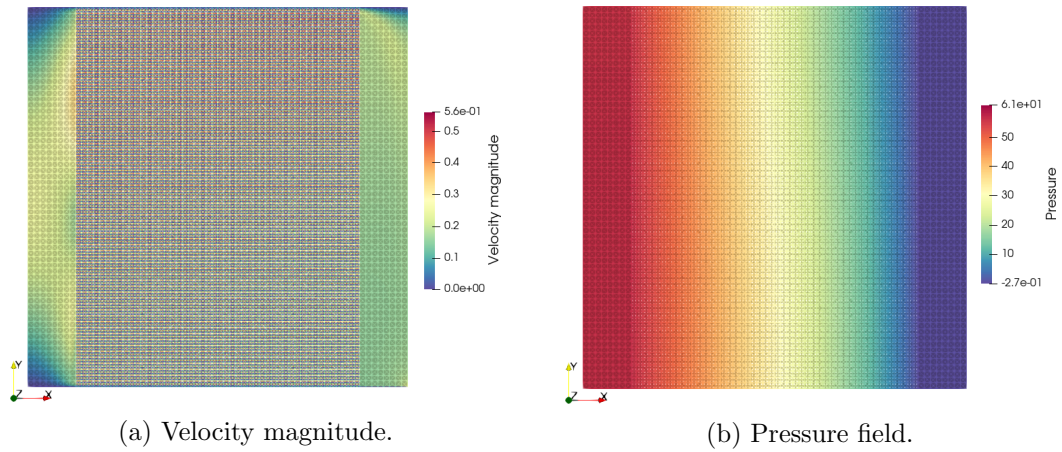 5.6e-01
0.5
0.4
0.3
0.2
0.1
0.0e+00
Velocity magnitude
Y
Z
X
(a) Velocity magnitude.
6.1e+01
50
40
30
20
10
-2.7e-01
Pressure
Y
Z
X
(b) Pressure field.